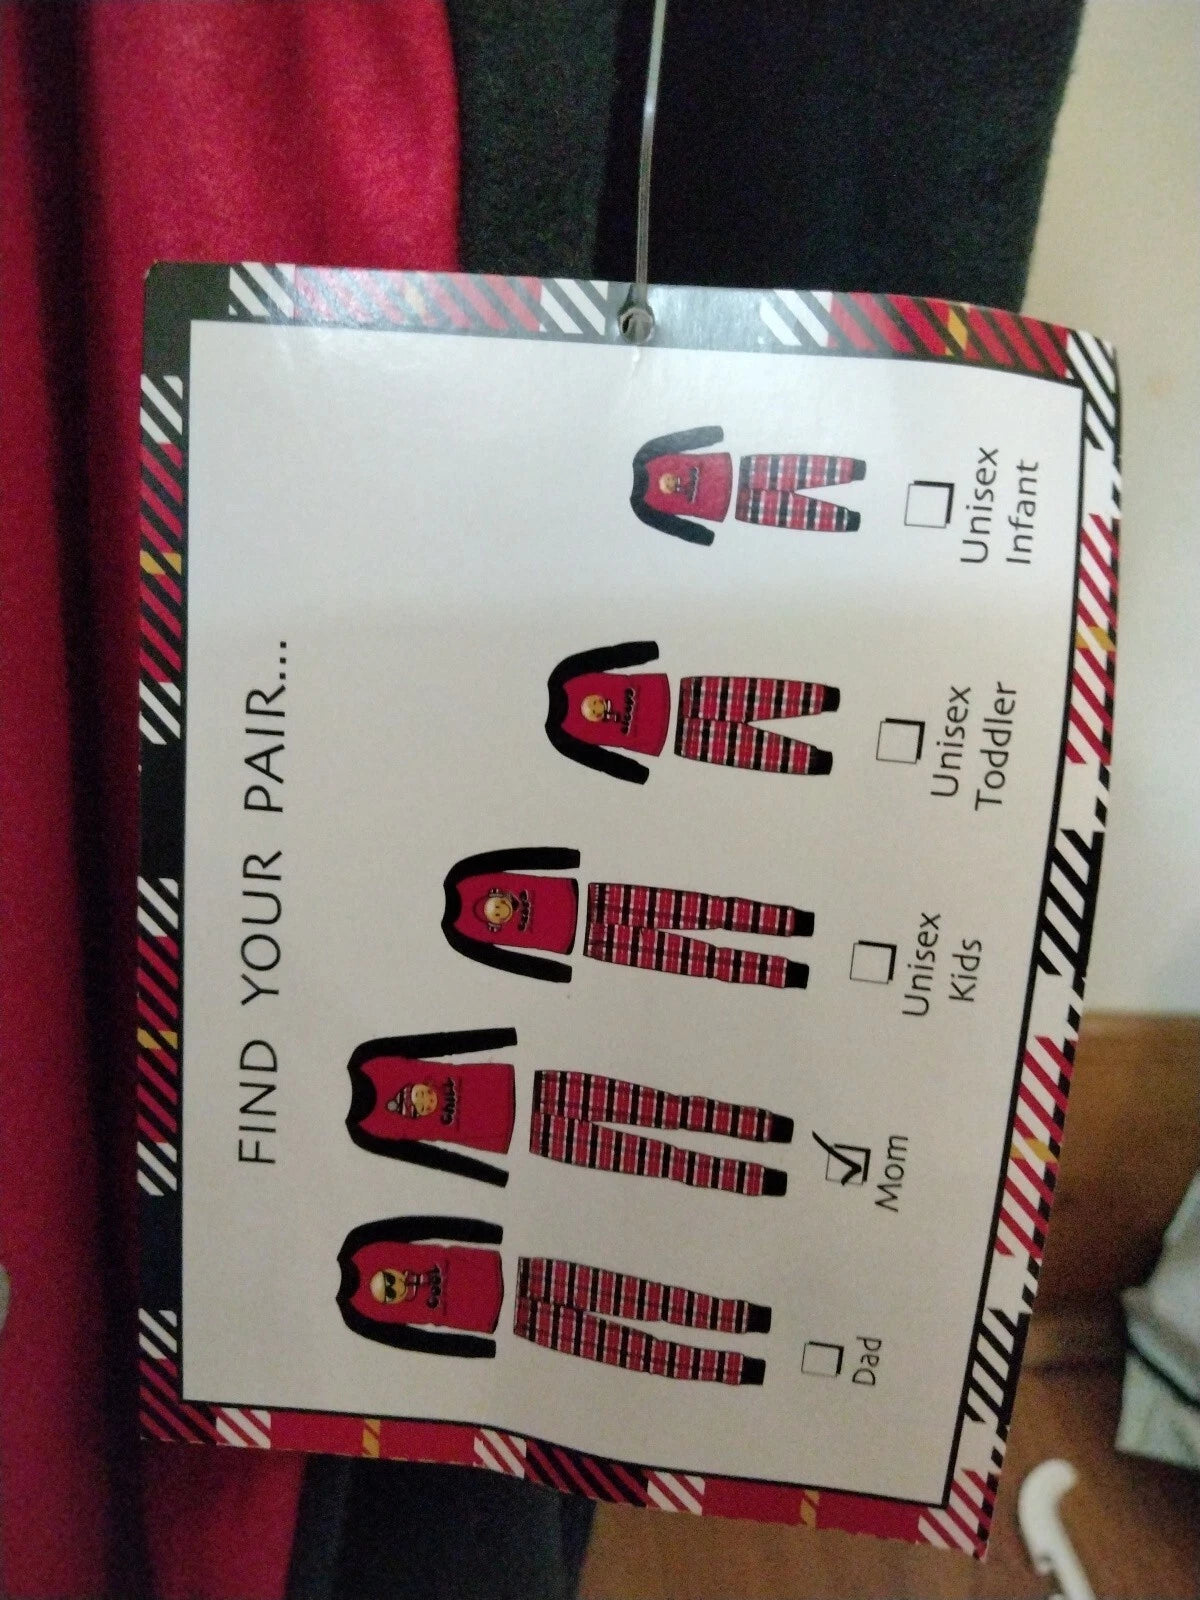 FIND YOUR PAIR...
Dad
Mom
Unisex
Kids
Unisex
Toddler
Unisex
Infant